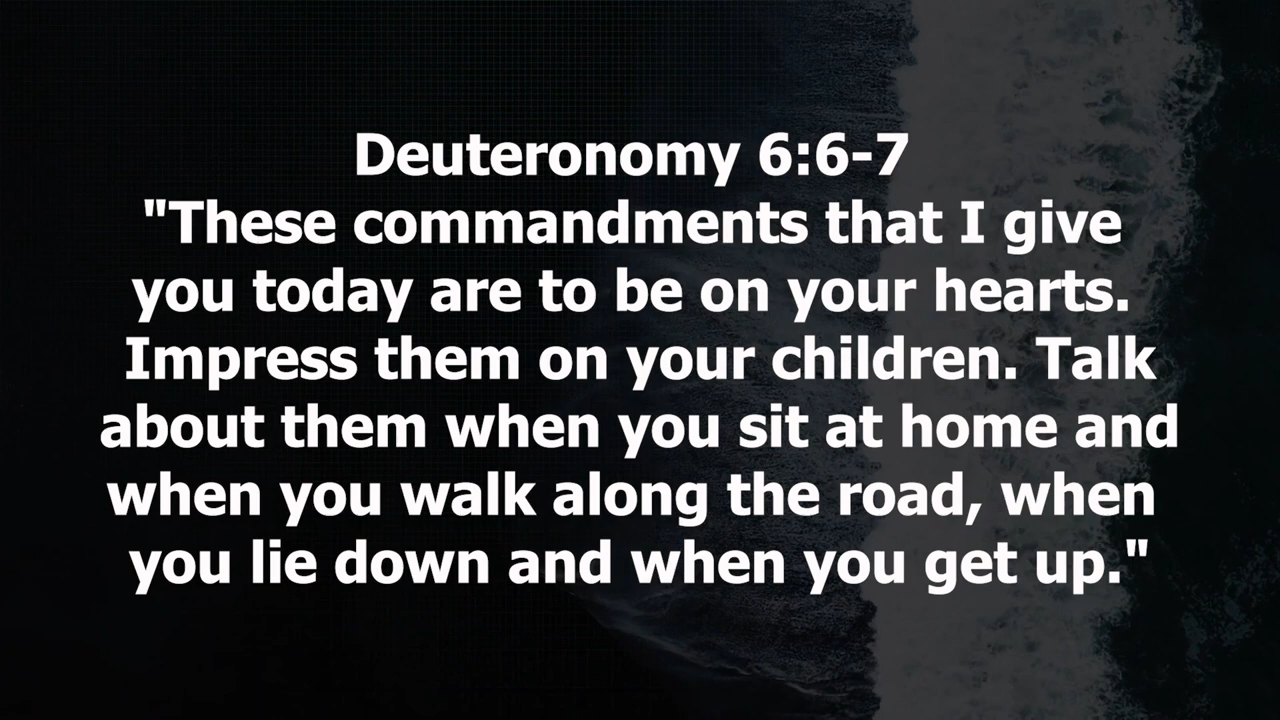 Deuteronomy 6:6-7
"These commandments that I give
you today are to be on your hearts.
Impress them on your children. Talk
about them when you sit at home and
when you walk along the road, when
you lie down and when you get up."